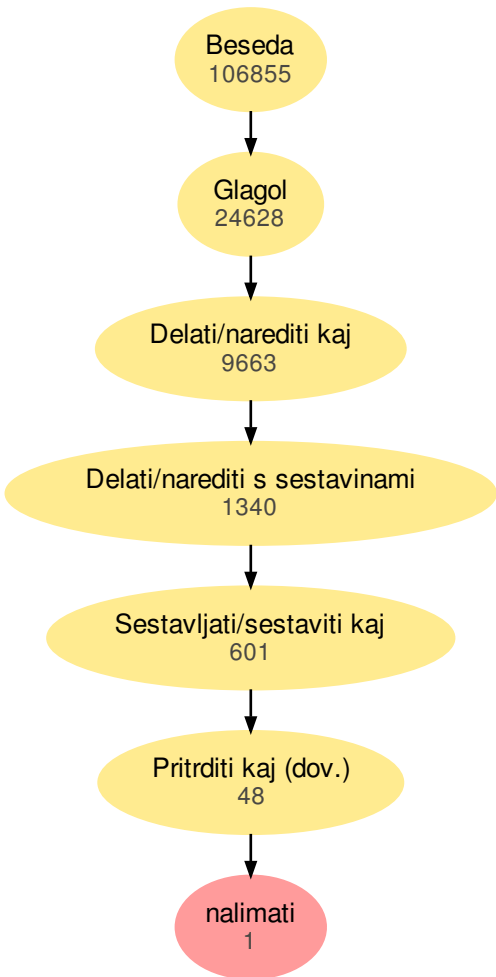 Beseda
106855
Glagol
24628
Delati/narediti kaj
9663
Delati/narediti s sestavinami
1340
Sestavljati/sestaviti kaj
601
Pritrditi kaj (dov.)
48
nalimati
1